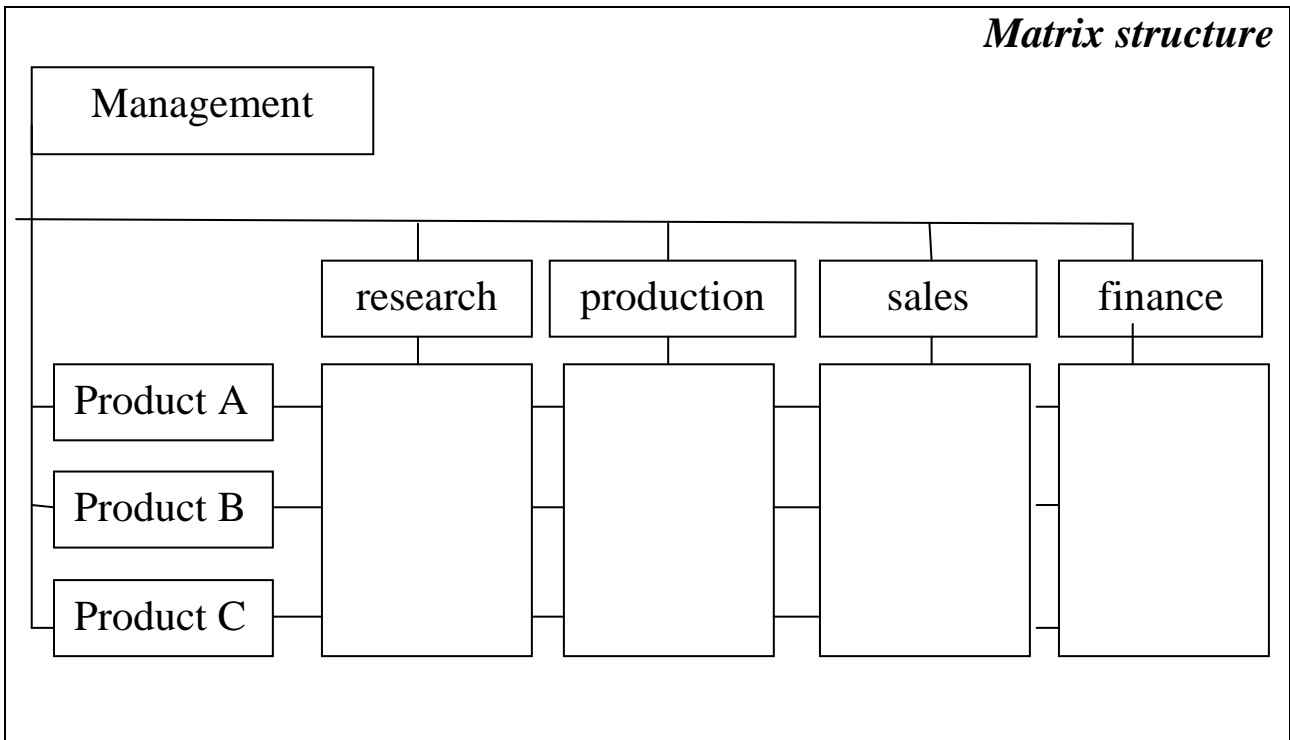 Matrix structure
Management
research production sales finance
Product A
Product B
Product C